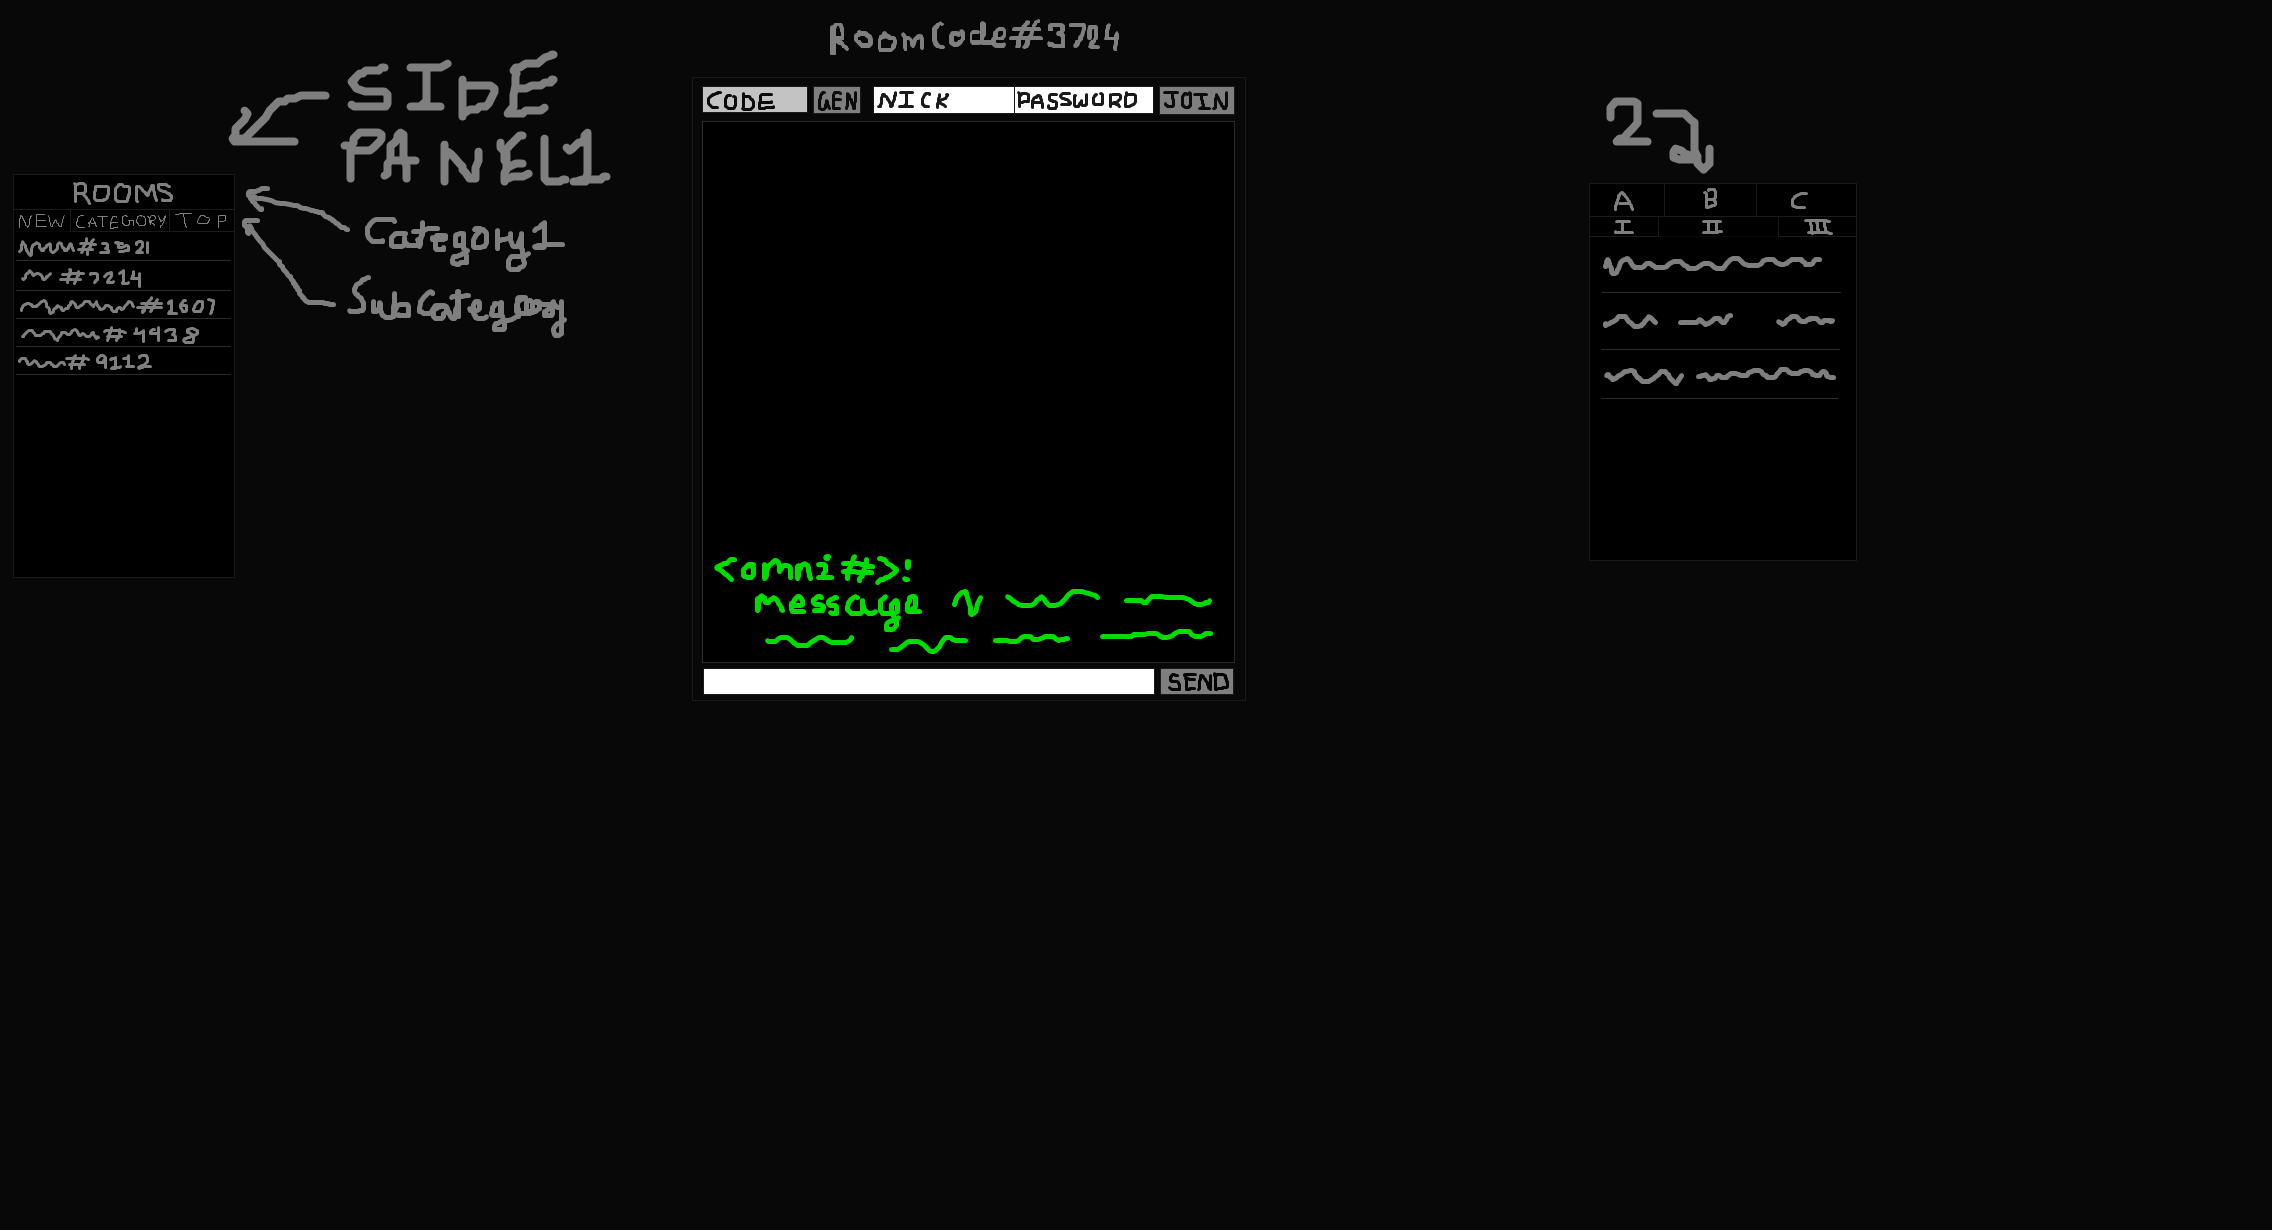 RoomCode#3724
SIDE
PANEL1
CODE GEN NICK PASSWORD JOIN
2
ROOMS
NEW CATEGORY TOP
#3321
#7214
#1607
#4938
#9112
Category1
SubCategory
A B C
I II III
<omni#>:
message
SEND